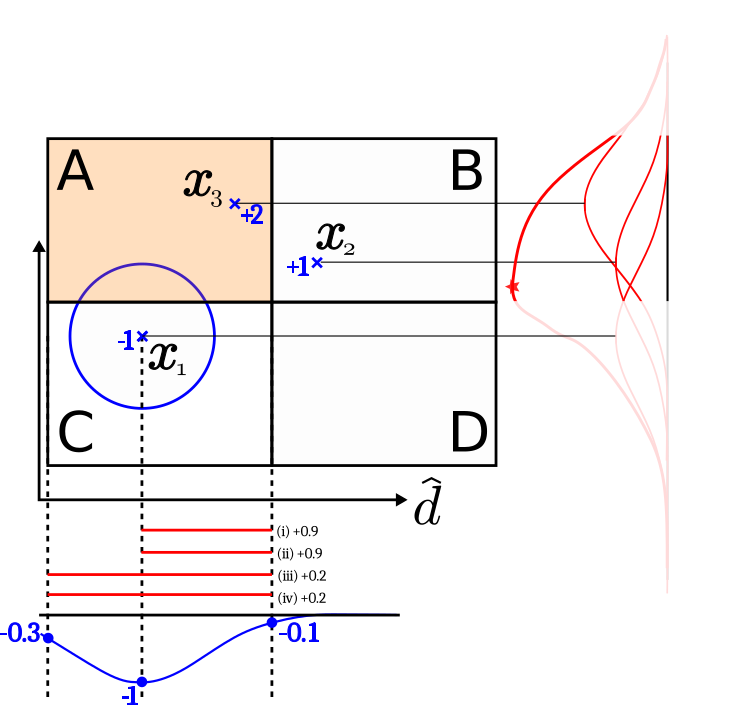 A
B
x₃
+2
x₂
+1
-1
x₁
C
D
d̂
(i) +0.9
(ii) +0.9
(iii) +0.2
(iv) +0.2
-0.3
-0.1
-1